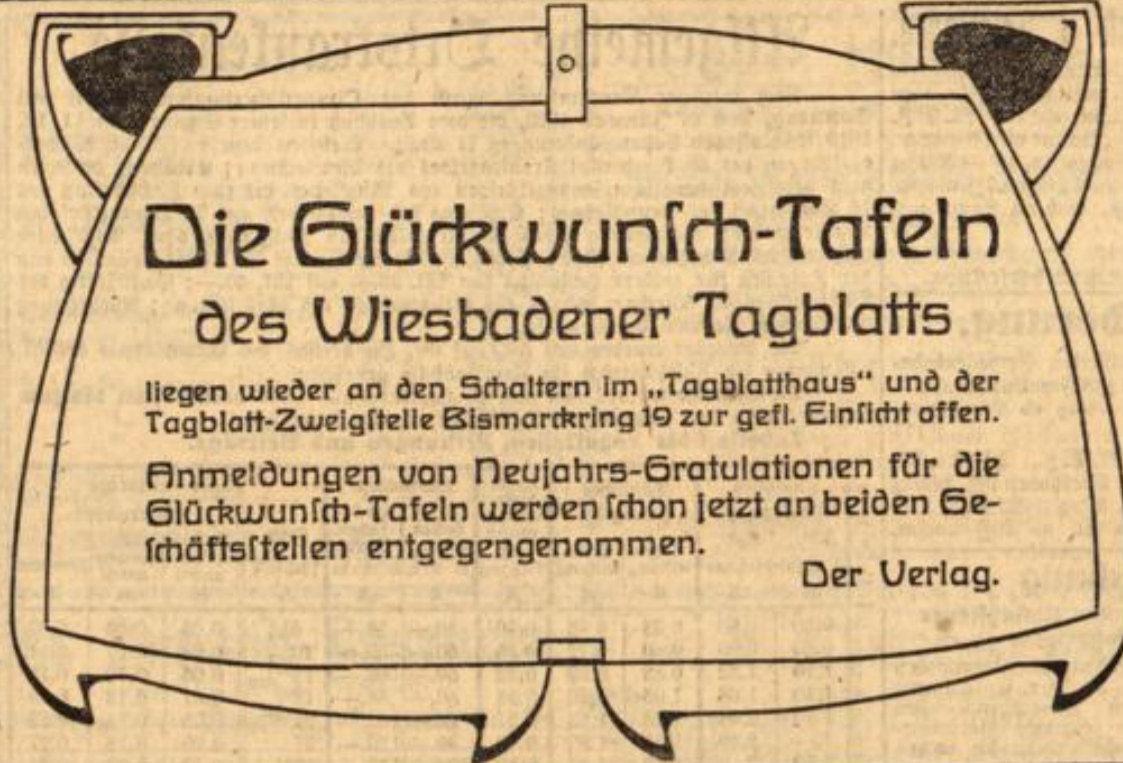 Die Glückwunſch-Tafeln
des Wiesbadener Tagblatts
liegen wieder an den Schaltern im „Tagblatthaus“ und der
Tagblatt-Zweigſtelle Bismarckring 19 zur gefl. Einſicht offen.
Anmeldungen von Neujahrs-Gratulationen für die
Glückwunſch-Tafeln werden ſchon jetzt an beiden Ge-
ſchäftsſtellen entgegengenommen.
Der Verlag.